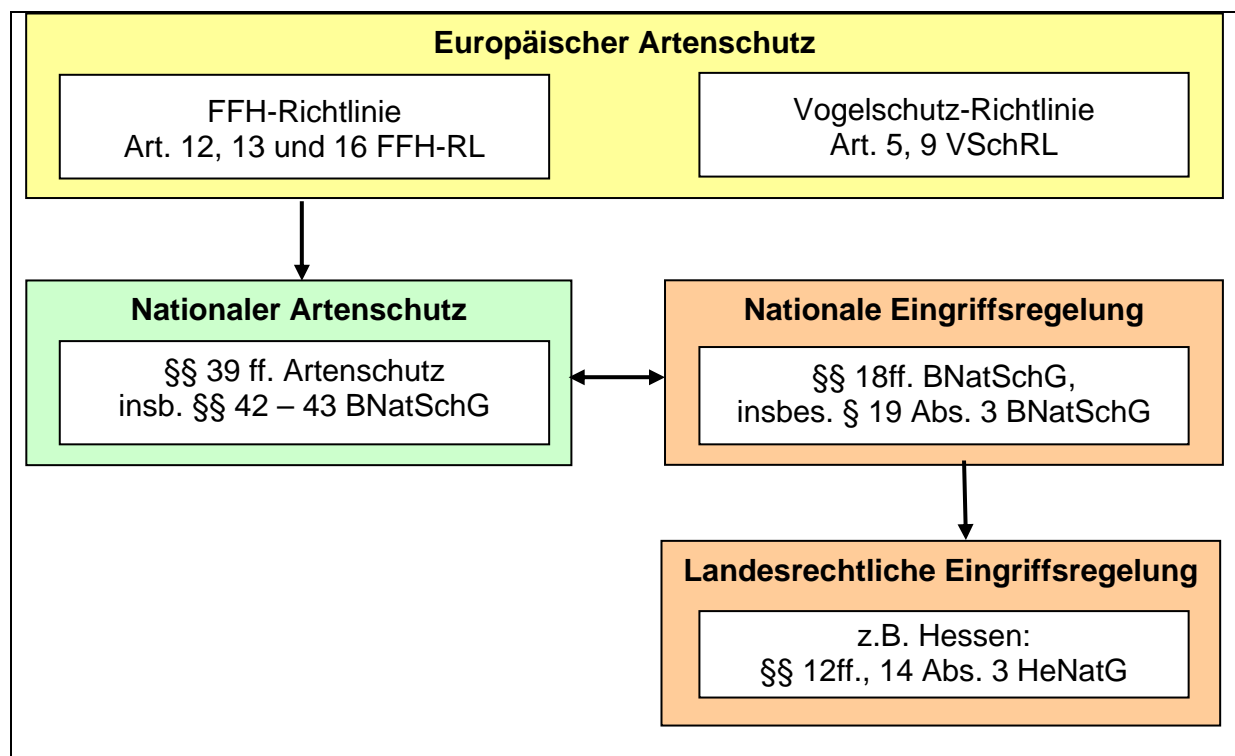 Europäischer Artenschutz
FFH-Richtlinie
Art. 12, 13 und 16 FFH-RL
Vogelschutz-Richtlinie
Art. 5, 9 VSchRL
Nationaler Artenschutz
§§ 39 ff. Artenschutz
insb. §§ 42 – 43 BNatSchG
Nationale Eingriffsregelung
§§ 18ff. BNatSchG,
insbes. § 19 Abs. 3 BNatSchG
Landesrechtliche Eingriffsregelung
z.B. Hessen:
§§ 12ff., 14 Abs. 3 HeNatG